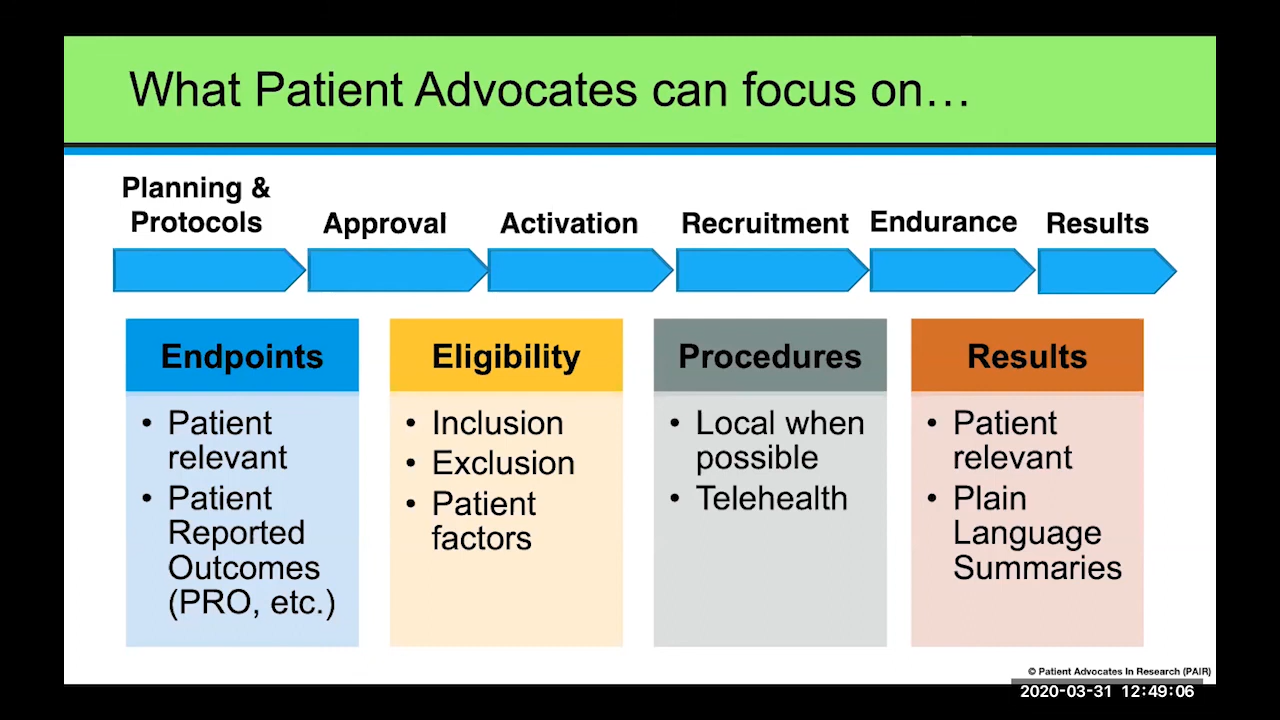 What Patient Advocates can focus on…
Planning &
Protocols
Approval
Activation
Recruitment
Endurance
Results
Endpoints
• Patient
relevant
• Patient
Reported
Outcomes
(PRO, etc.)
Eligibility
• Inclusion
• Exclusion
• Patient
factors
Procedures
• Local when
possible
• Telehealth
Results
• Patient
relevant
• Plain
Language
Summaries
© Patient Advocates In Research (PAIR)
2020-03-31 12:49:06